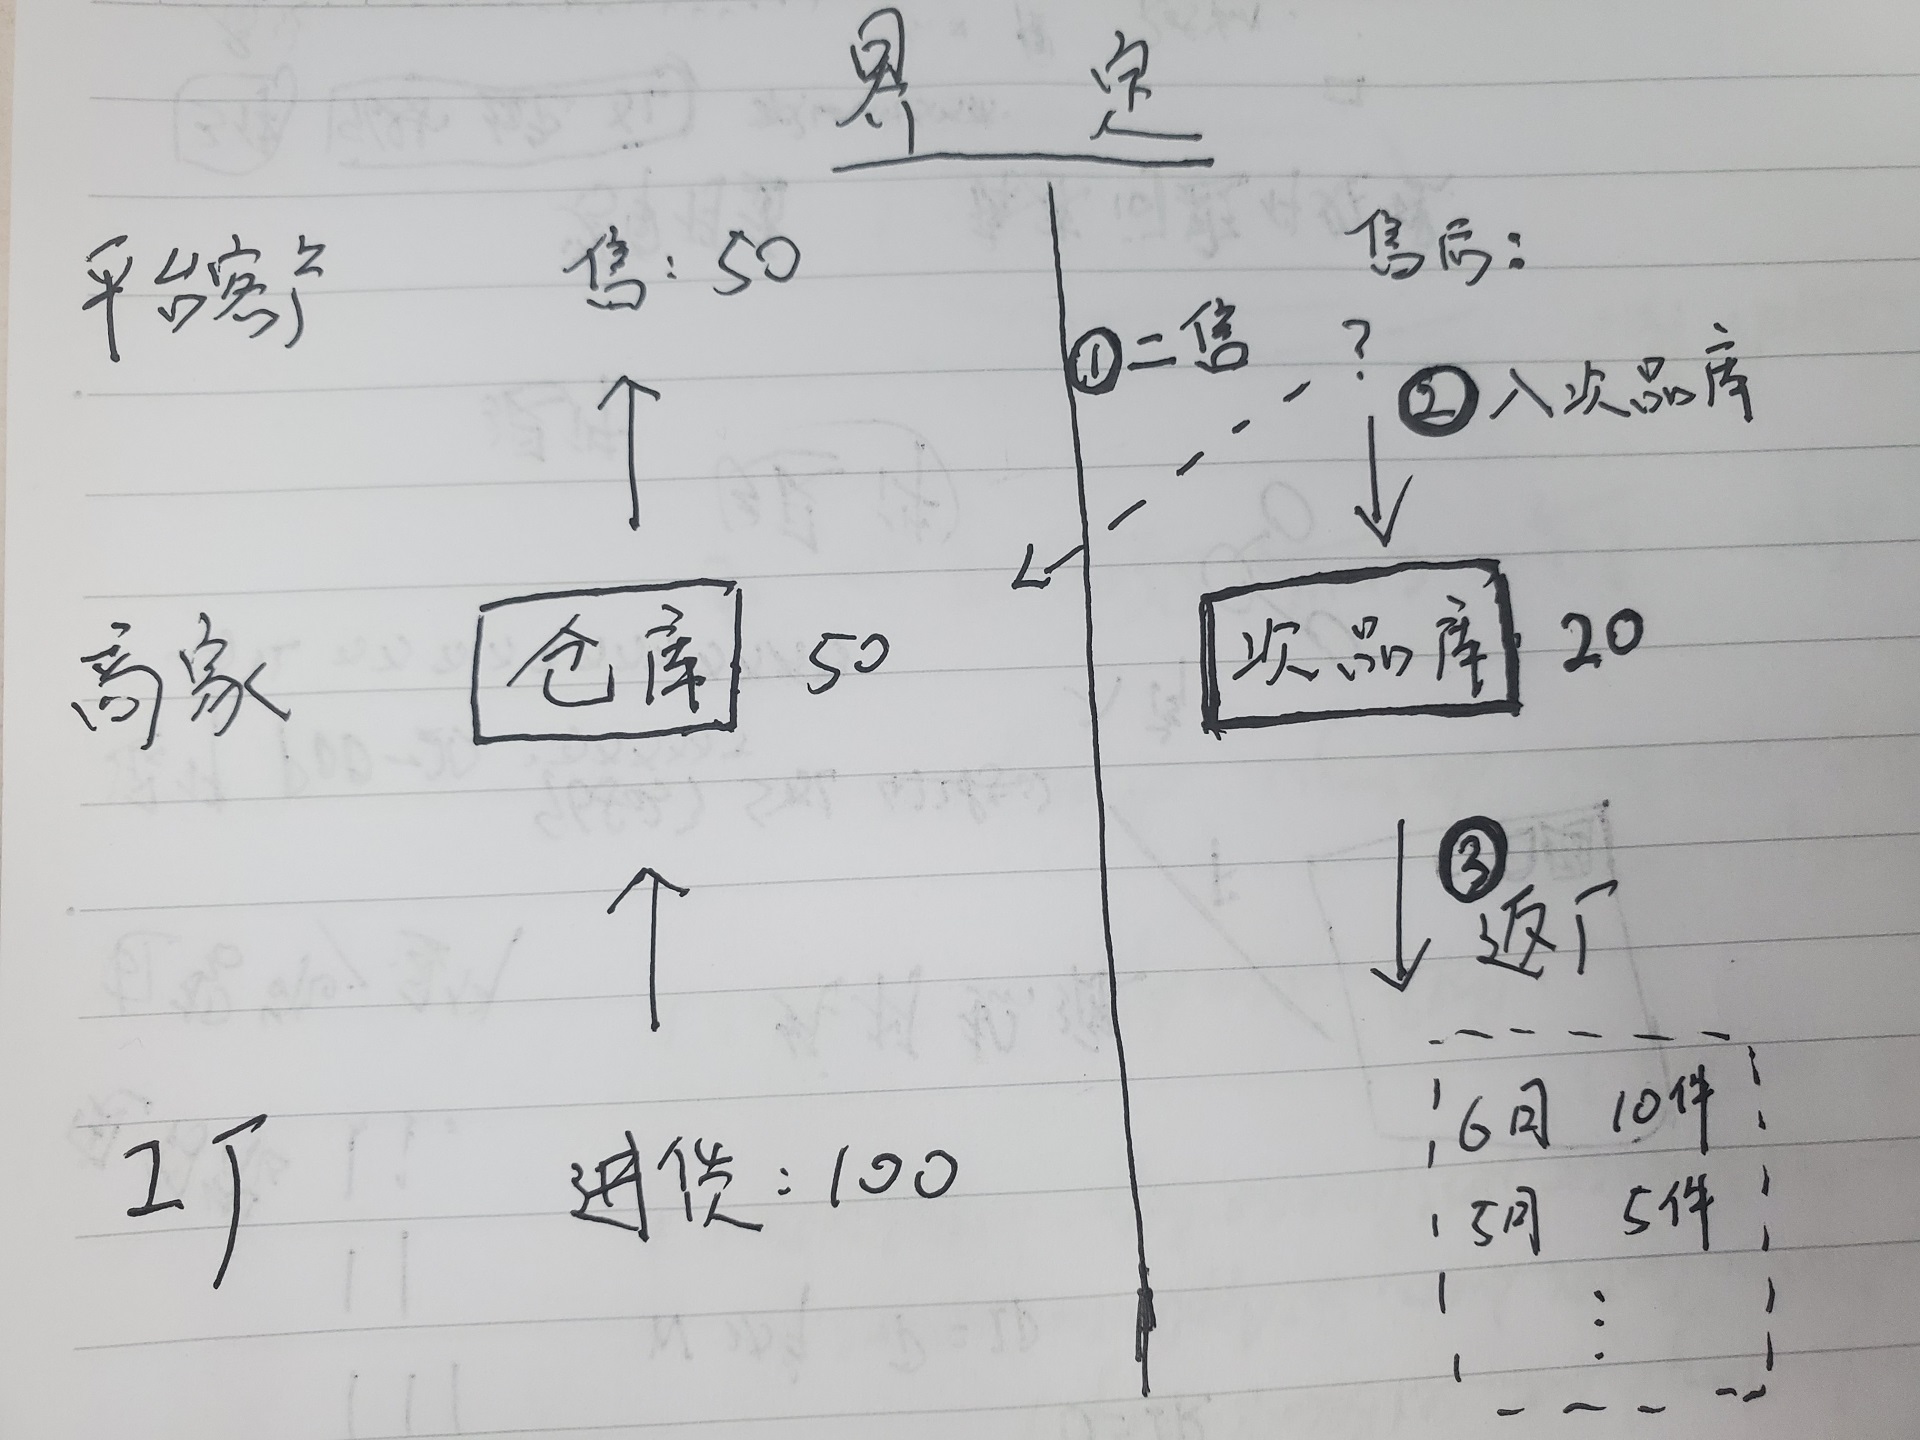 界定
平台客户 售：50 售后：
①二售 ？ ②入次品库
商家 仓库 50 次品库 20
③
返厂
6月 10件
工厂 进货：100 5月 5件
⋮